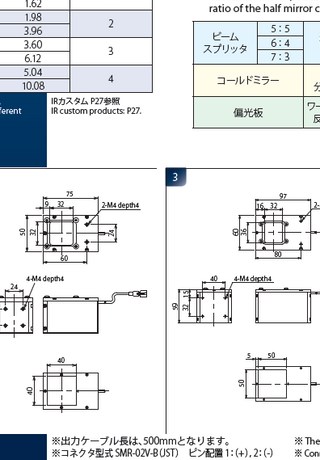 ratio of the half mirror c
1.62
1.98
3.96
2
3.60
6.12
3
5.04
10.08
4
ビーム
スプリッタ
5：5
6：4
7：3
コールドミラー
偏光板
ワー
反
ferent
IRカスタム P27参照
IR custom products: P27.
3
75
9
32
2-M4 depth4
50
32
24
60
4-M4 depth4
24
40
40
97
16
32
2-
60
36
80
40
4-M4 depth4
59
32
15
5
50
50
※出力ケーブル長は、500mmとなります。
※コネクタ型式 SMR-02V-B (JST)　ピン配置 1：(+) , 2：(-)
※ The
※ Conn